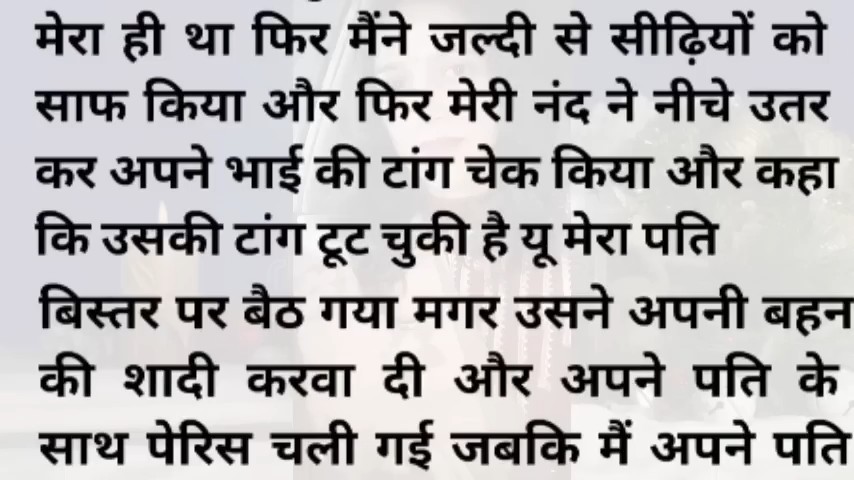 मेरा ही था फिर मैंने जल्दी से सीढ़ियों को
साफ किया और फिर मेरी नंद ने नीचे उतर
कर अपने भाई की टांग चेक किया और कहा
कि उसकी टांग टूट चुकी है यू मेरा पति
बिस्तर पर बैठ गया मगर उसने अपनी बहन
की शादी करवा दी और अपने पति के
साथ पेरिस चली गई जबकि मैं अपने पति